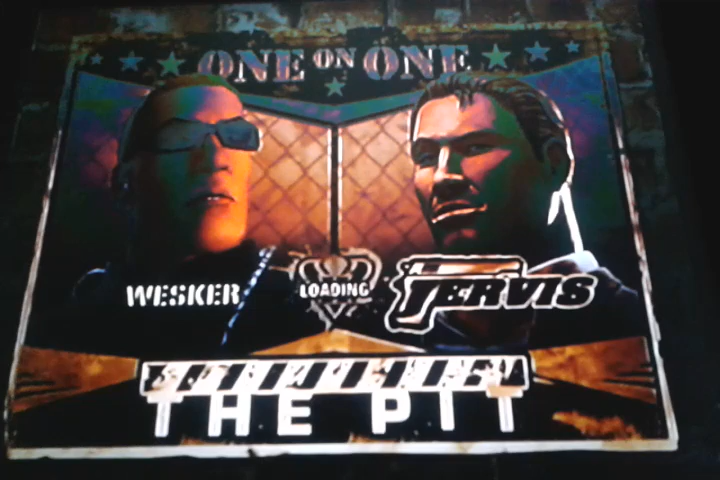 ONE ON ONE
WESKER
LOADING
JERVIS
THE PIT